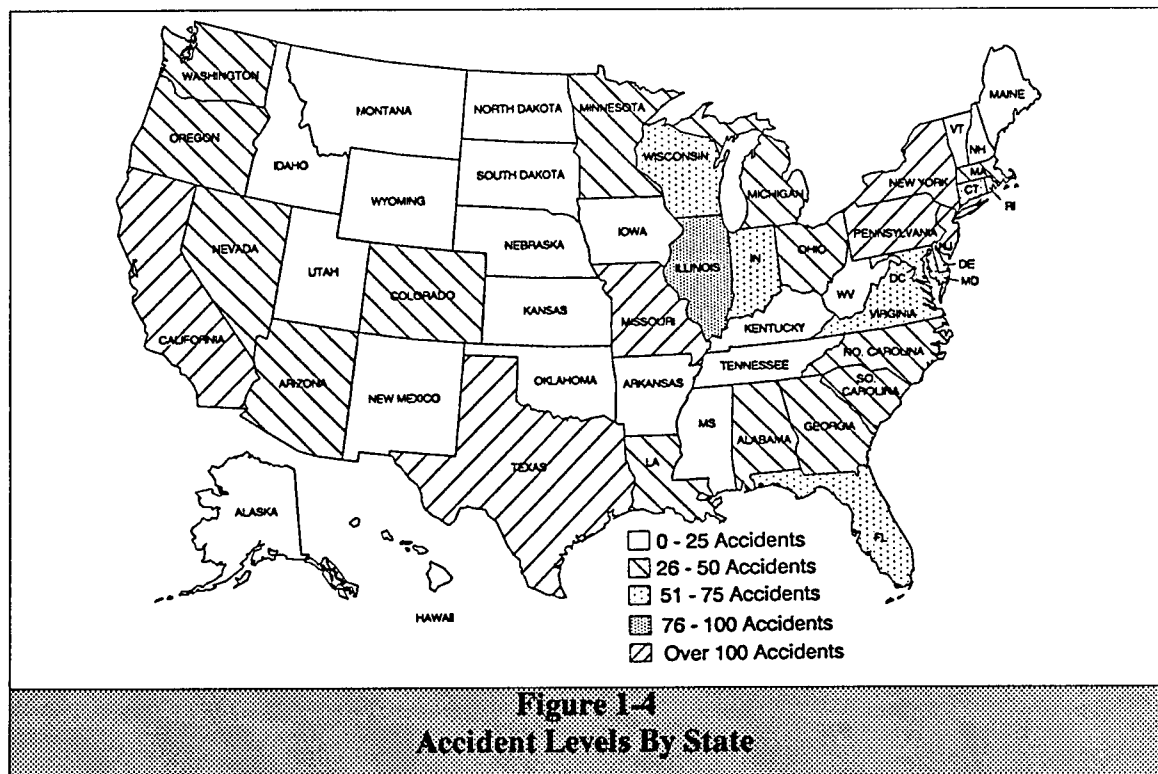 WASHINGTON
MONTANA
NORTH DAKOTA
MINNESOTA
MAINE
OREGON
IDAHO
SOUTH DAKOTA
WISCONSIN
VT
NH
WYOMING
MICHIGAN
NEW YORK
MA
CT
RI
NEVADA
UTAH
COLORADO
NEBRASKA
IOWA
ILLINOIS
IN
OHIO
PENNSYLVANIA
NJ
DE
MO
DC
WV
VIRGINIA
CALIFORNIA
KANSAS
MISSOURI
KENTUCKY
ARIZONA
NEW MEXICO
OKLAHOMA
ARKANSAS
TENNESSEE
NO. CAROLINA
SO.
CAROLINA
TEXAS
LA
MS
ALABAMA
GEORGIA
FL
ALASKA
HAWAII
0 - 25 Accidents
26 - 50 Accidents
51 - 75 Accidents
76 - 100 Accidents
Over 100 Accidents
Figure 1-4
Accident Levels By State